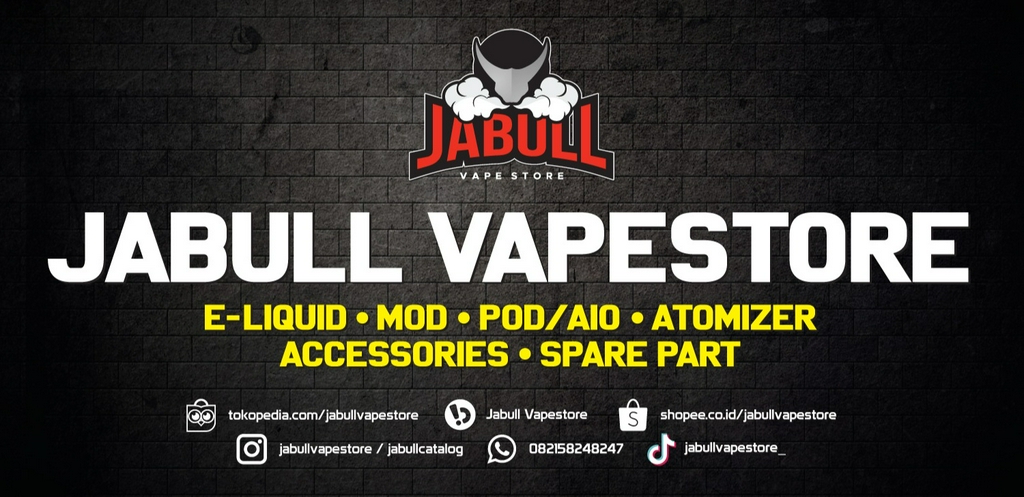 JABULL
VAPE STORE
JABULL VAPESTORE
E-LIQUID • MOD • POD/AIO • ATOMIZER
ACCESSORIES • SPARE PART
tokopedia.com/jabullvapestore Jabull Vapestore shopee.co.id/jabullvapestore
jabullvapestore / jabullcatalog 082158248247 jabullvapestore_